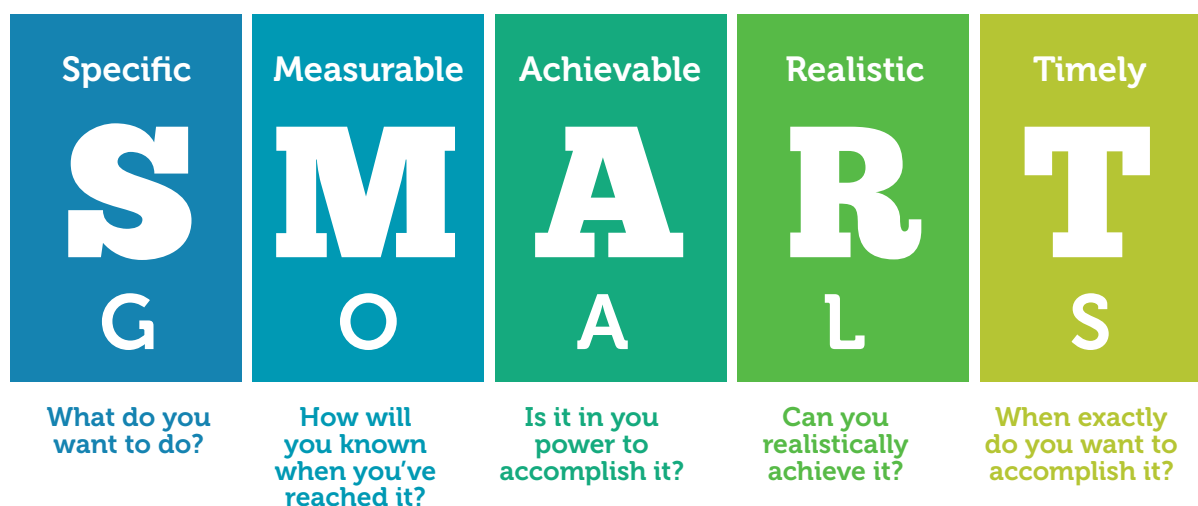 Specific
S
G
What do you
want to do?
Measurable
M
O
How will
you known
when you've
reached it?
Achievable
A
A
Is it in you
power to
accomplish it?
Realistic
R
L
Can you
realistically
achieve it?
Timely
T
S
When exactly
do you want to
accomplish it?